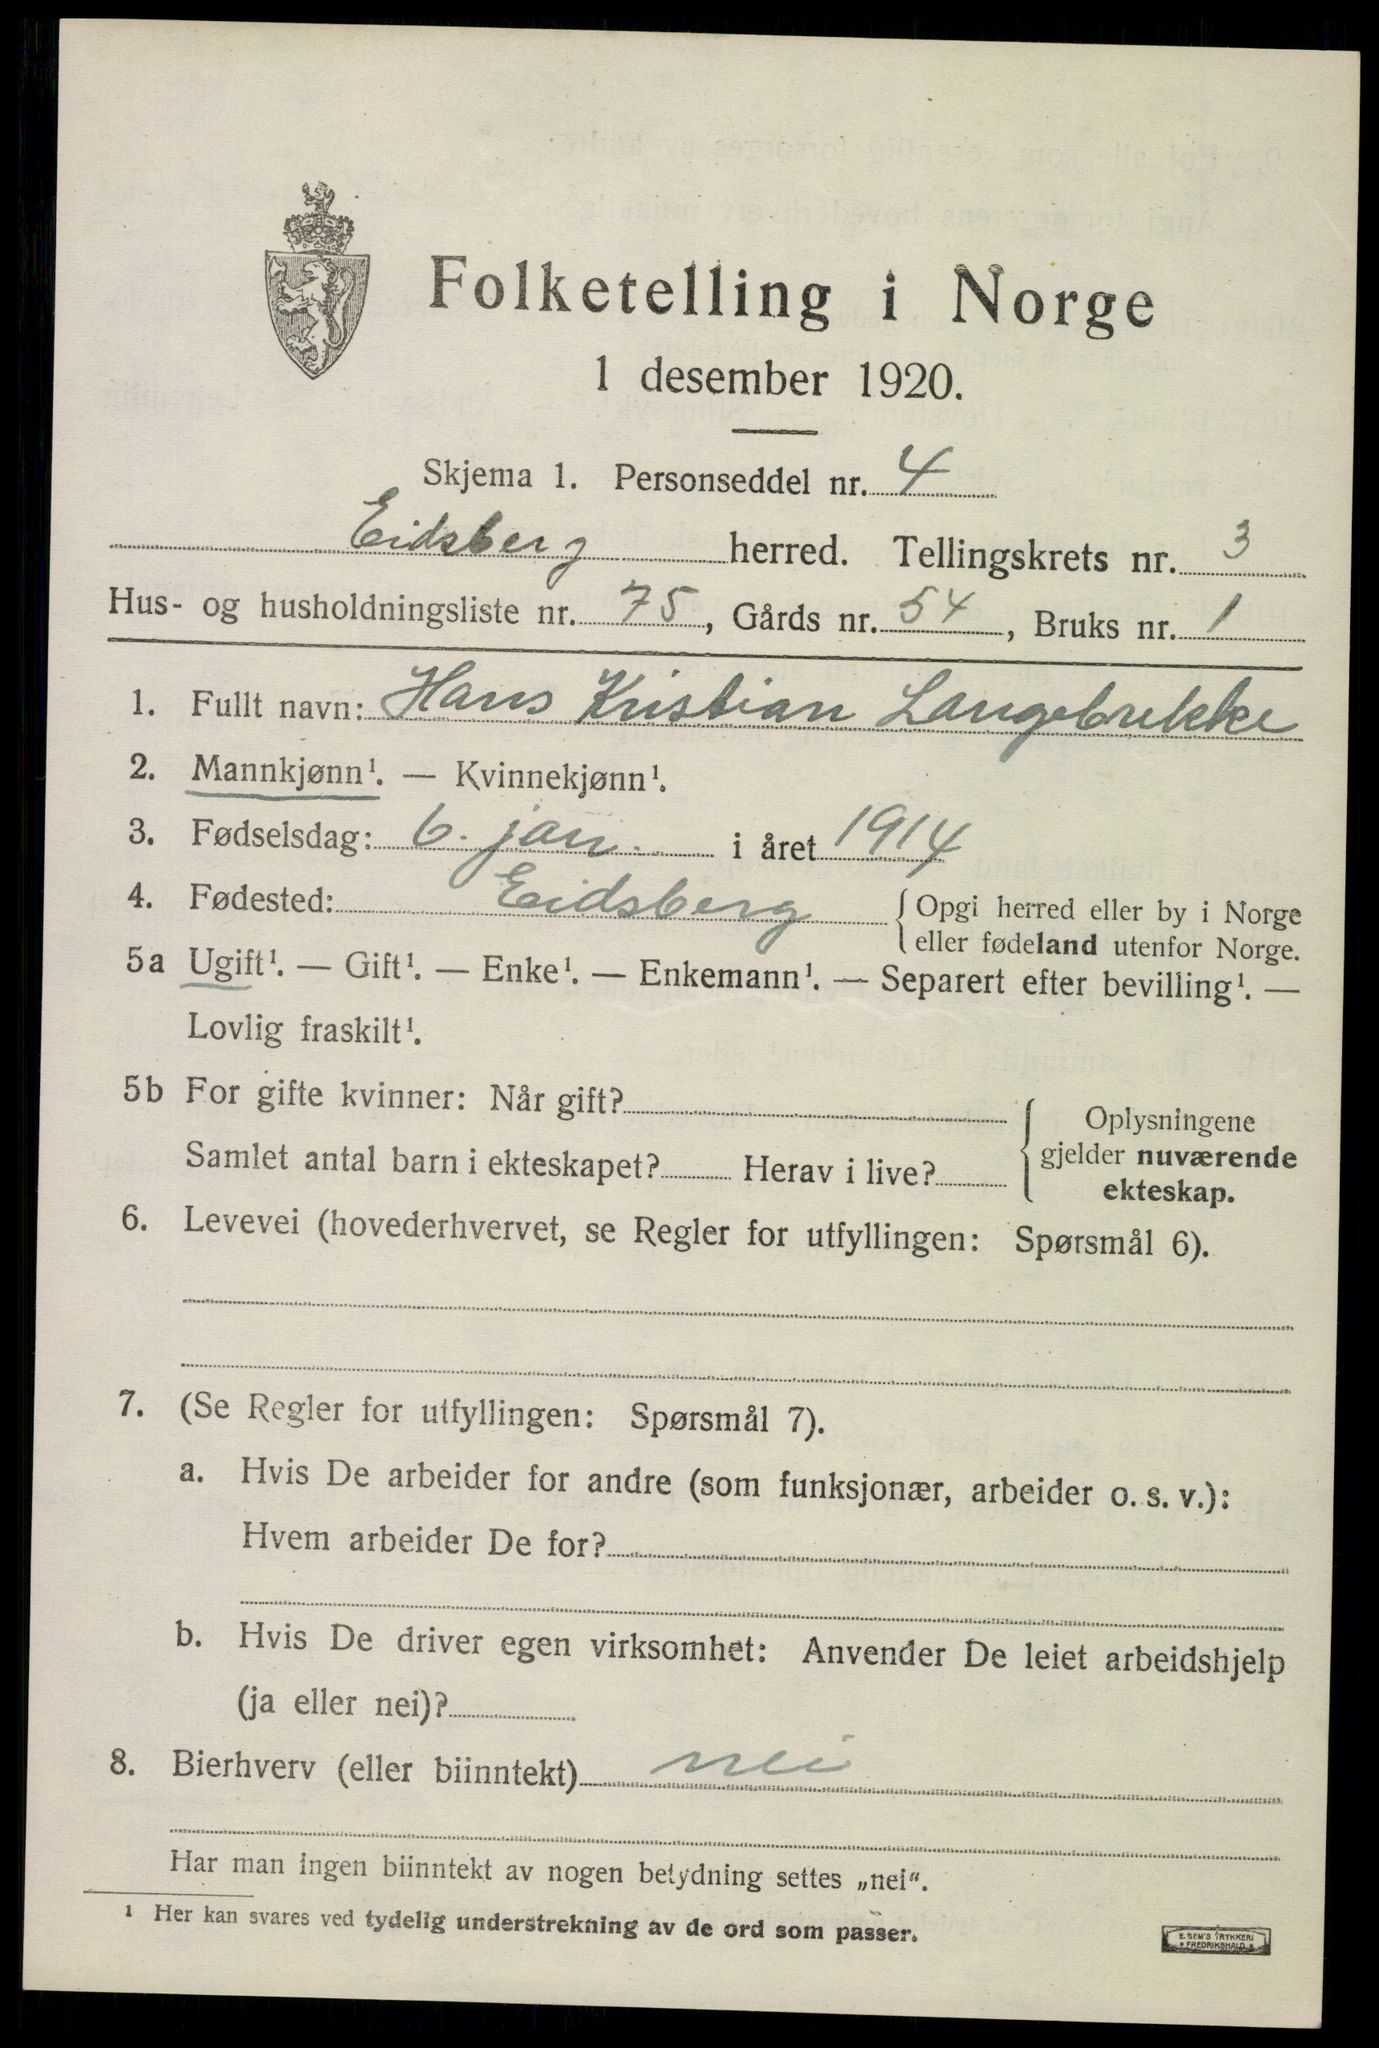 Folketelling i Norge
1 desember 1920.
Skjema 1. Personseddel nr. 4
Eidsberg herred. Tellingskrets nr. 3
Hus- og husholdningsliste nr. 75, Gårds nr. 54, Bruks nr. 1
1. Fullt navn: Hans Kristian Langebrekke
2. Mannkjønn¹. — Kvinnekjønn¹.
3. Fødselsdag: 6. jan. i året 1914
4. Fødested: Eidsberg { Opgi herred eller by i Norge
eller fødeland utenfor Norge.
5a Ugift¹. — Gift¹. — Enke¹. — Enkemann¹. — Separert efter bevilling¹. —
Lovlig fraskilt¹.
5b For gifte kvinner: Når gift?
Samlet antal barn i ekteskapet? Herav i live?
{ Oplysningene
gjelder nuværende
ekteskap.
6. Levevei (hovederhvervet, se Regler for utfyllingen: Spørsmål 6).
7. (Se Regler for utfyllingen: Spørsmål 7).
a. Hvis De arbeider for andre (som funksjonær, arbeider o. s. v.):
Hvem arbeider De for?
b. Hvis De driver egen virksomhet: Anvender De leiet arbeidshjelp
(ja eller nei)?
8. Bierhverv (eller biinntekt) nei
Har man ingen biinntekt av nogen betydning settes „nei“.
¹ Her kan svares ved tydelig understrekning av de ord som passer.
E. SEM'S TRYKKERI
FREDRIKSHALD